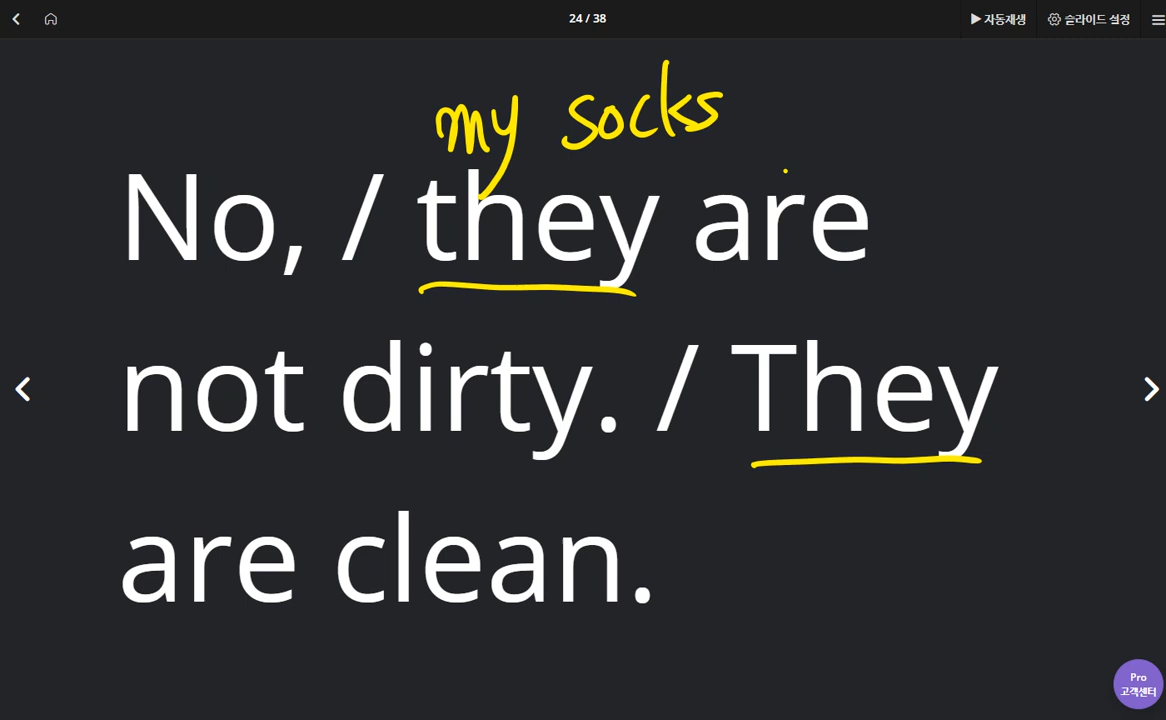 24 / 38
▶ 자동재생
슬라이드 설정
my socks
No, / they are
not dirty. / They
are clean.
Pro
고객센터